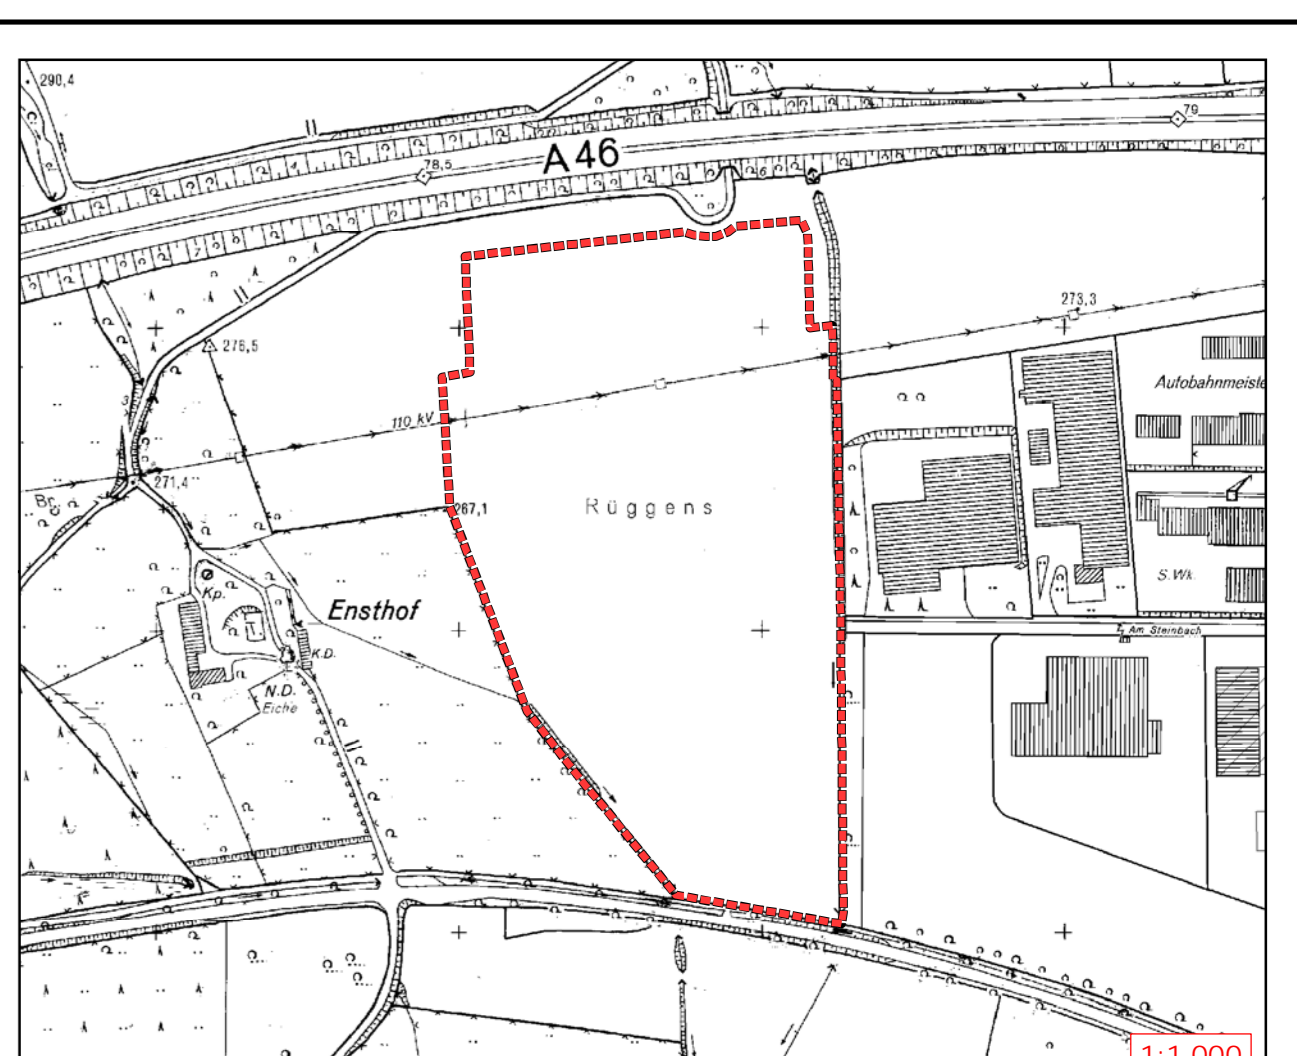 290,4
79
A 46
78,5
273,3
276,5
Autobahnmeiste
110 kV
271,4
Br.
267,1
Rüggens
S.Wk.
Kp.
Ensthof
Am Steinbach
K.D.
N.D.
Eiche
1:1.000